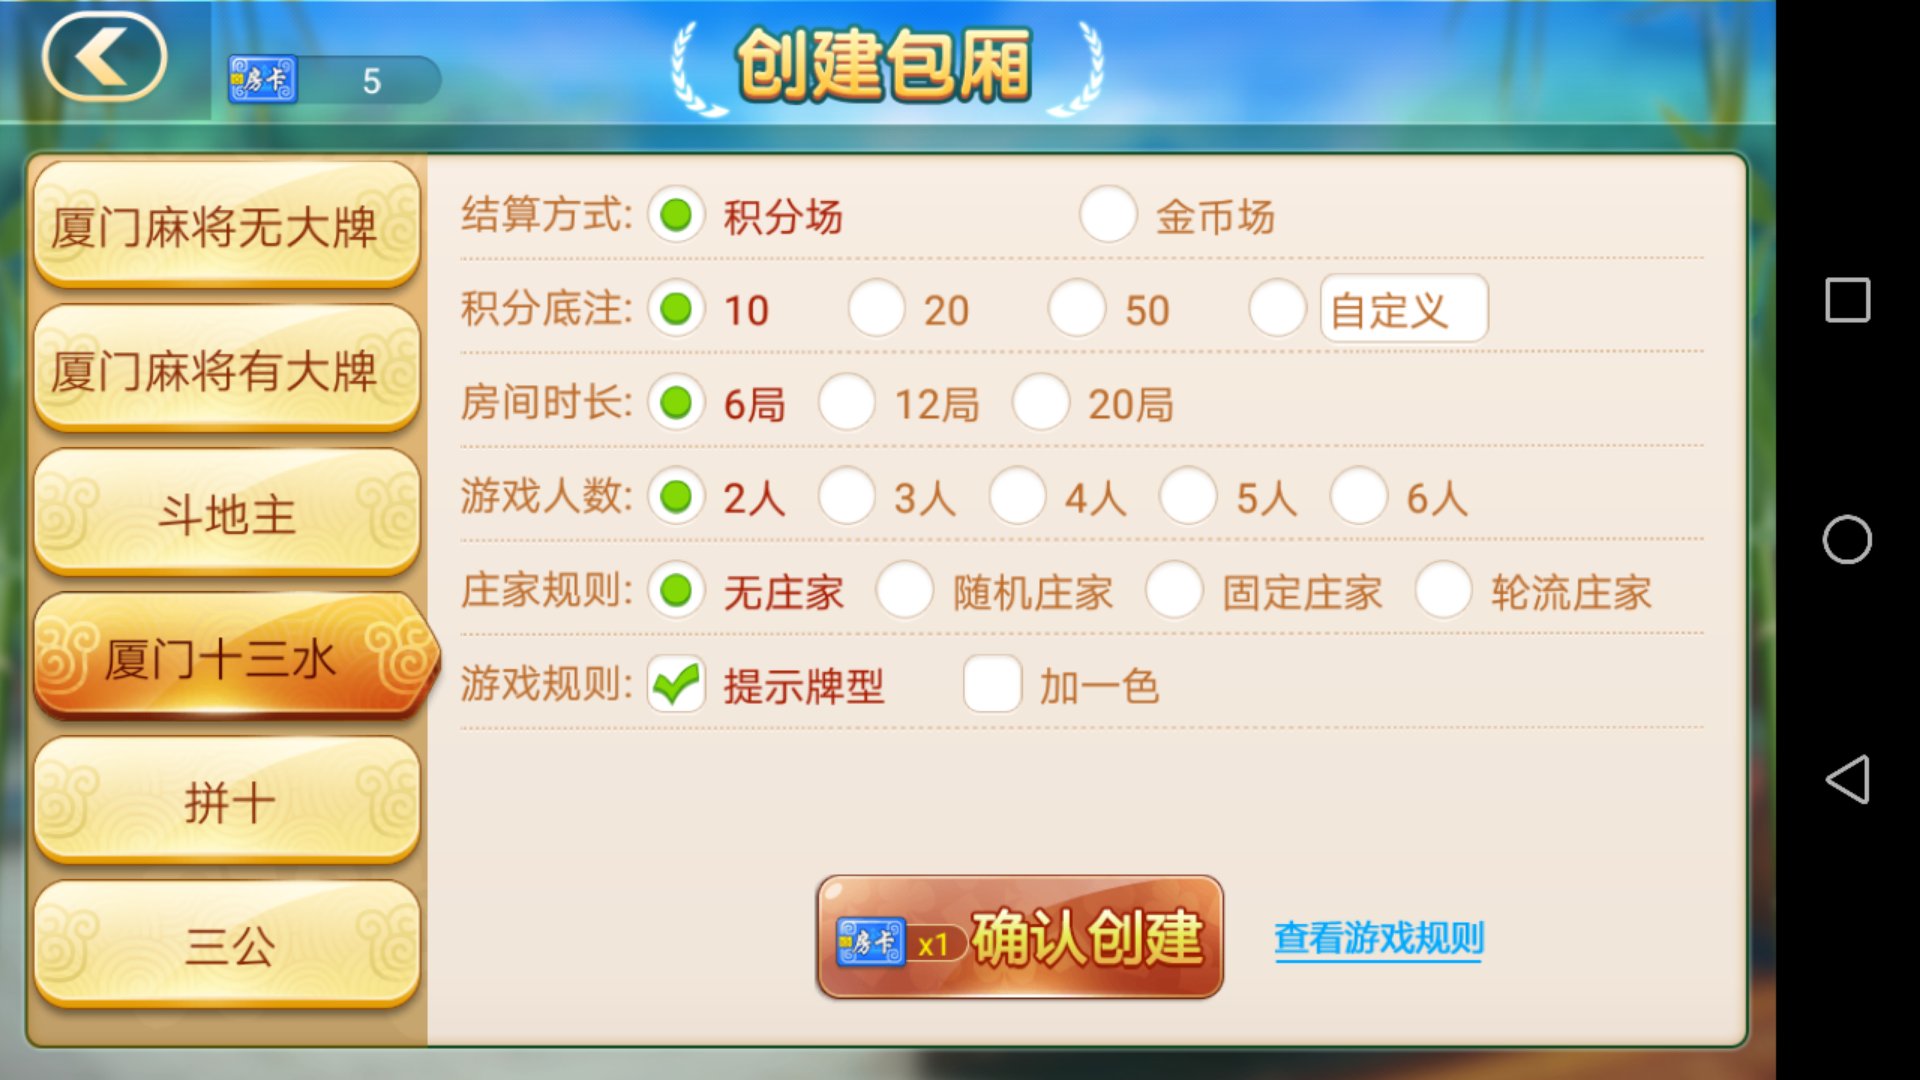 房卡 5
创建包厢
厦门麻将无大牌
厦门麻将有大牌
斗地主
厦门十三水
拼十
三公
结算方式: 积分场 金币场
积分底注: 10 20 50 自定义
房间时长: 6局 12局 20局
游戏人数: 2人 3人 4人 5人 6人
庄家规则: 无庄家 随机庄家 固定庄家 轮流庄家
游戏规则: 提示牌型 加一色
房卡 x1 确认创建
查看游戏规则